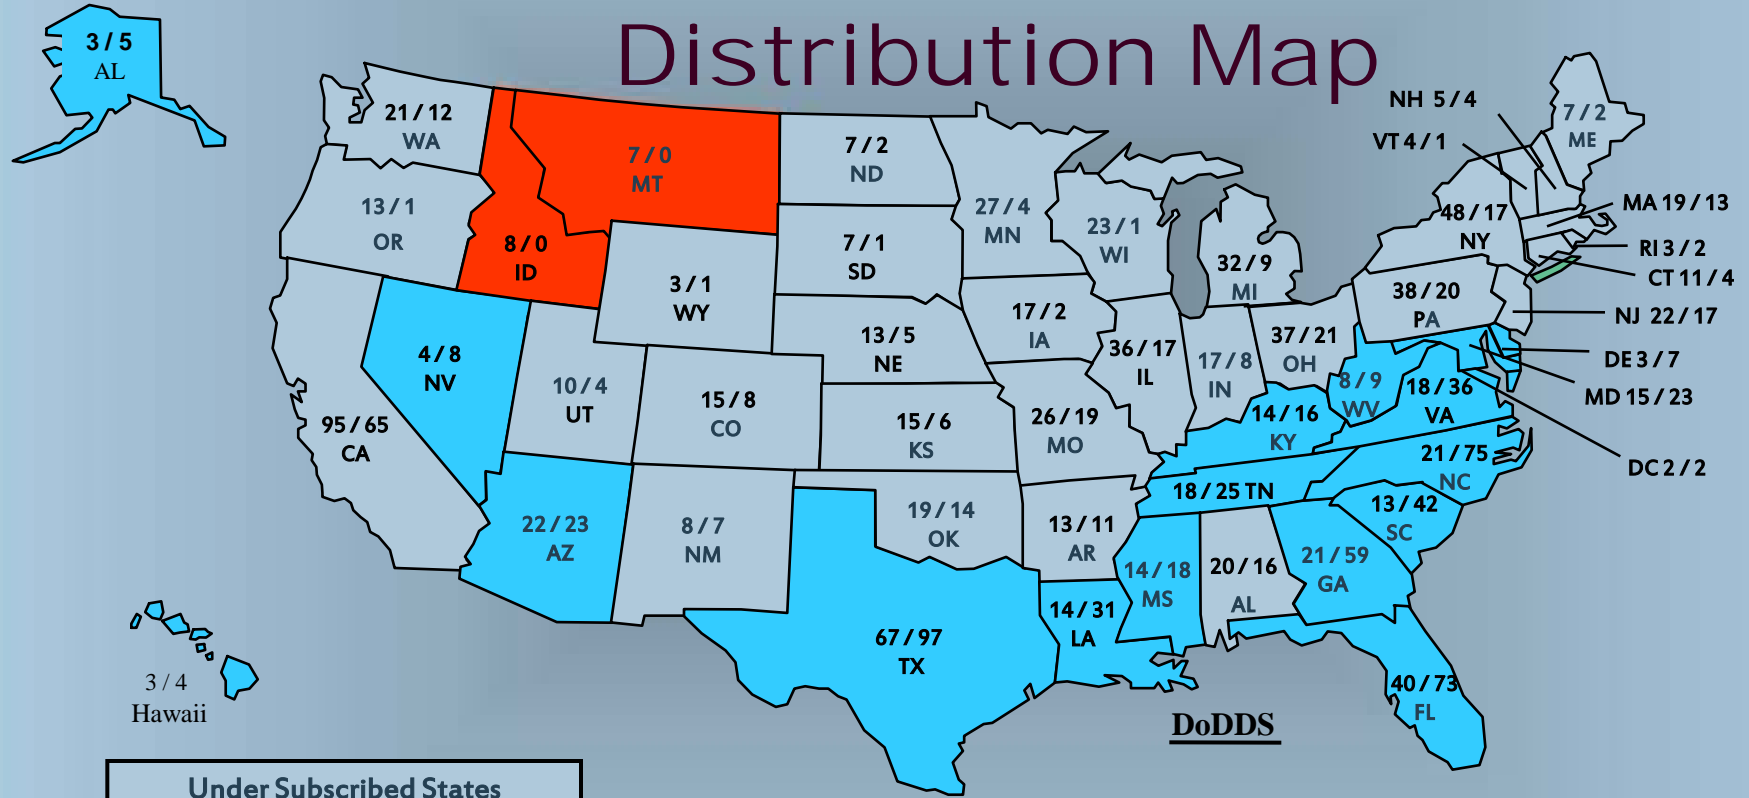 Distribution Map
3 / 5
AL
21 / 12
WA
7 / 0
MT
7 / 2
ND
27 / 4
MN
23 / 1
WI
NH 5 / 4
VT 4 / 1
7 / 2
ME
13 / 1
OR
8 / 0
ID
3 / 1
WY
7 / 1
SD
32 / 9
MI
48 / 17
NY
MA 19 / 13
RI 3 / 2
CT 11 / 4
NJ 22 / 17
DE 3 / 7
MD 15 / 23
DC 2 / 2
38 / 20
PA
4 / 8
NV
10 / 4
UT
15 / 8
CO
13 / 5
NE
17 / 2
IA
36 / 17
IL
17 / 8
IN
37 / 21
OH
8 / 9
WV
18 / 36
VA
95 / 65
CA
15 / 6
KS
26 / 19
MO
14 / 16
KY
21 / 75
NC
22 / 23
AZ
8 / 7
NM
19 / 14
OK
13 / 11
AR
18 / 25 TN
13 / 42
SC
67 / 97
TX
14 / 31
LA
14 / 18
MS
20 / 16
AL
21 / 59
GA
40 / 73
FL
3 / 4
Hawaii
DoDDS
Under Subscribed States